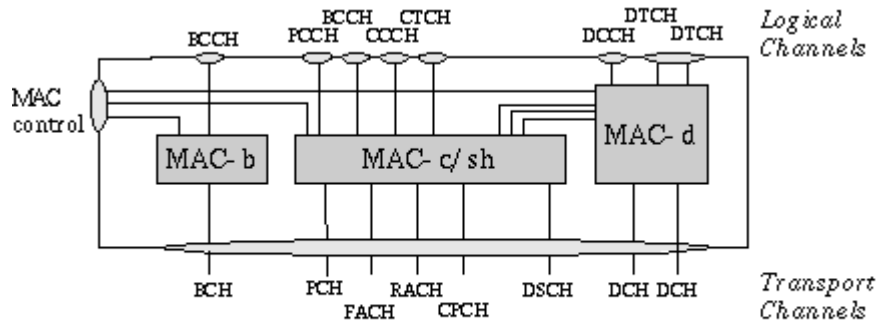 BCCH CTCH DTCH Logical
BCCH PCCH CCCH DCCH DTCH Channels
MAC
control
MAC- b MAC- c/ sh MAC- d
BCH PCH RACH DSCH DCH DCH Transport
FACH CPCH Channels